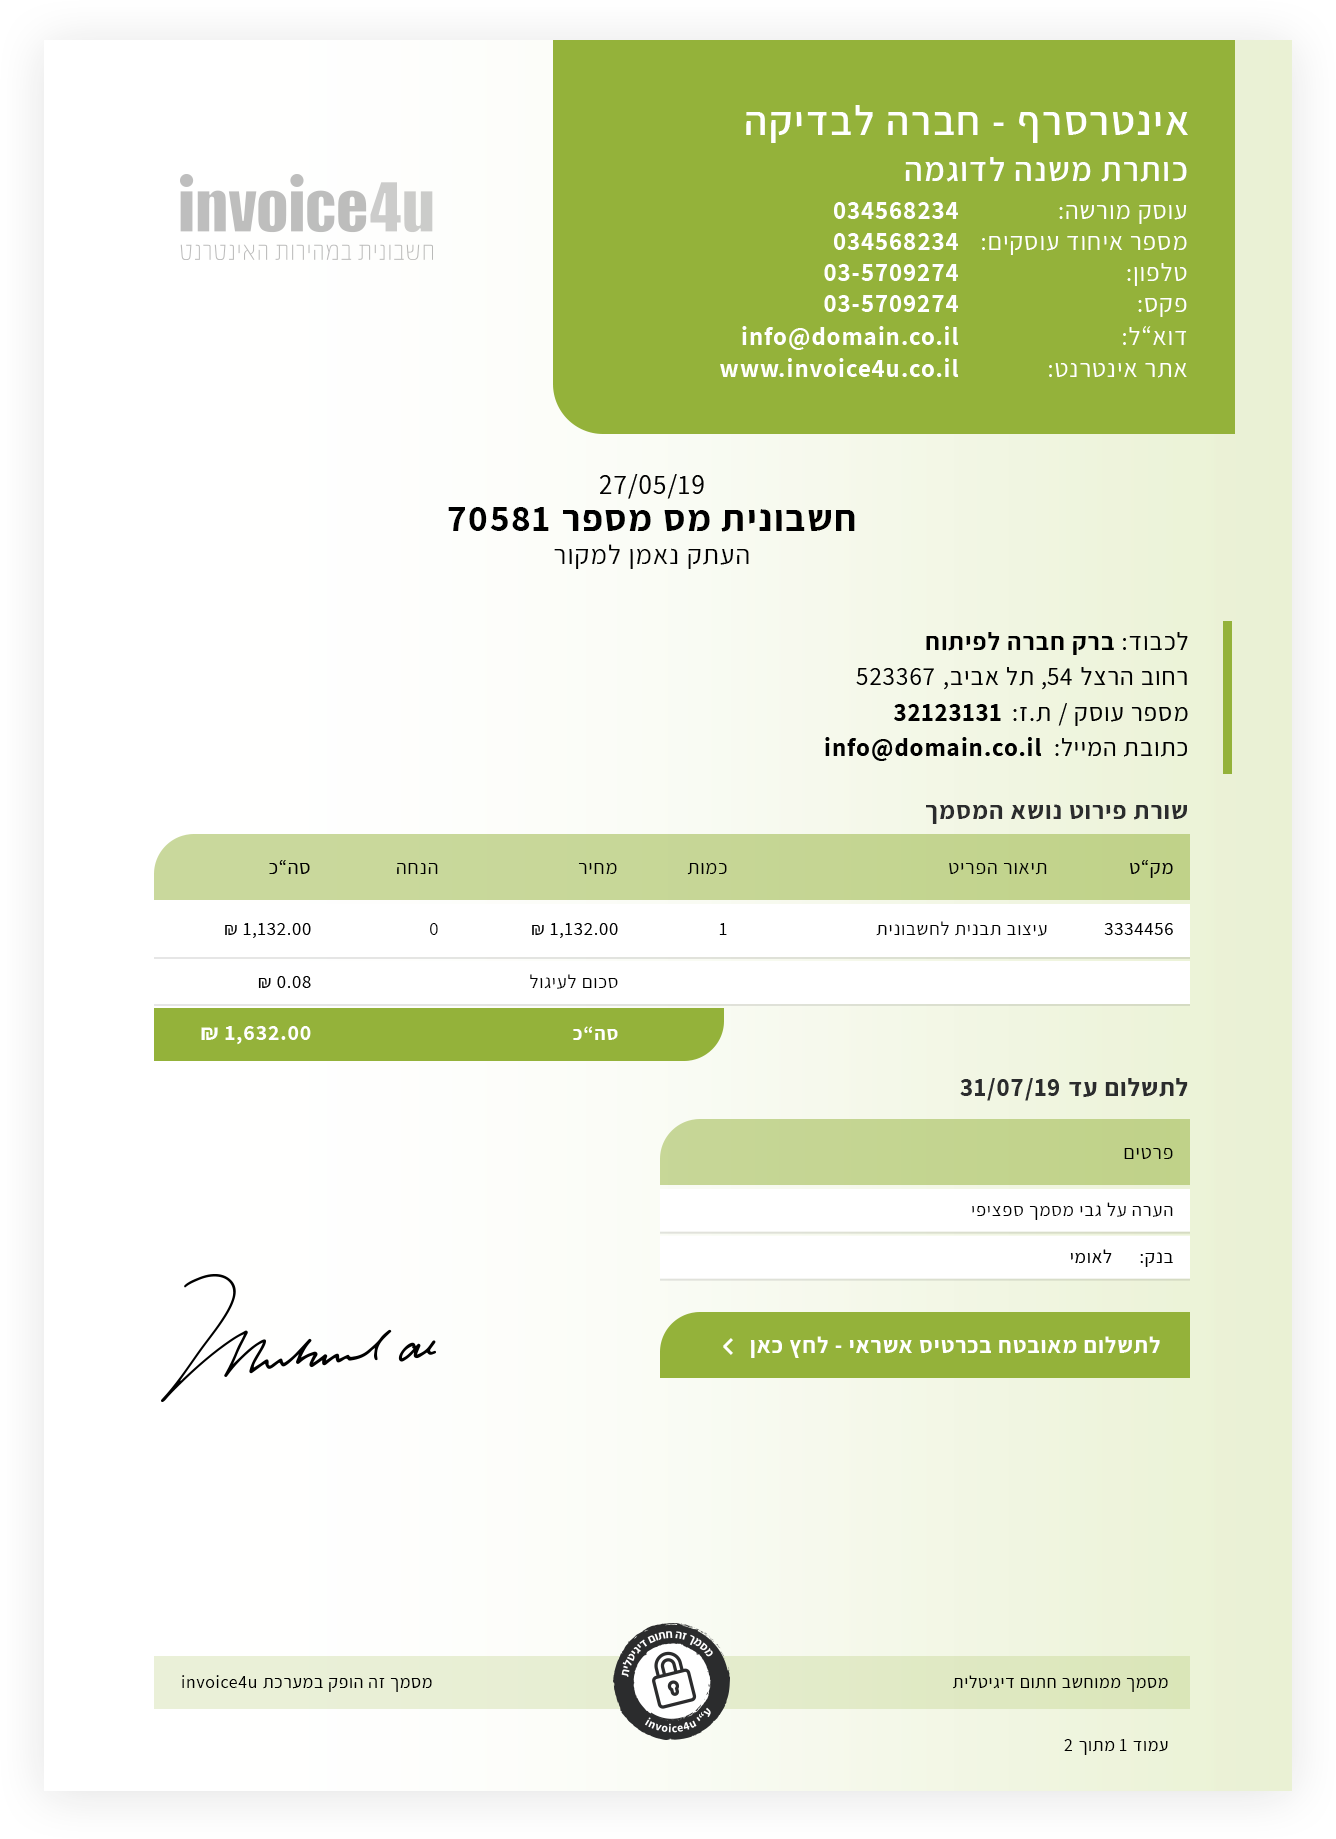 אינטרסרף - חברה לבדיקה
כותרת משנה לדוגמה
עוסק מורשה: 034568234
מספר איחוד עוסקים: 034568234
טלפון: 03-5709274
פקס: 03-5709274
דוא“ל: info@domain.co.il
אתר אינטרנט: www.invoice4u.co.il
invoice4u
חשבונית במהירות האינטרנט
27/05/19
חשבונית מס מספר 70581
העתק נאמן למקור
לכבוד: ברק חברה לפיתוח
רחוב הרצל 54, תל אביב, 523367
מספר עוסק / ת.ז: 32123131
כתובת המייל: info@domain.co.il
שורת פירוט נושא המסמך
מק“ט תיאור הפריט כמות מחיר הנחה סה“כ
3334456 עיצוב תבנית לחשבונית 1 1,132.00 ₪ 0 1,132.00 ₪
סכום לעיגול 0.08 ₪
סה“כ 1,632.00 ₪
לתשלום עד 31/07/19
פרטים
הערה על גבי מסמך ספציפי
בנק: לאומי
לתשלום מאובטח בכרטיס אשראי - לחץ כאן
מסמך ממוחשב חתום דיגיטלית
מסמך זה חתום דיגיטלית
ע“י invoice4u
מסמך זה הופק במערכת invoice4u
עמוד 1 מתוך 2